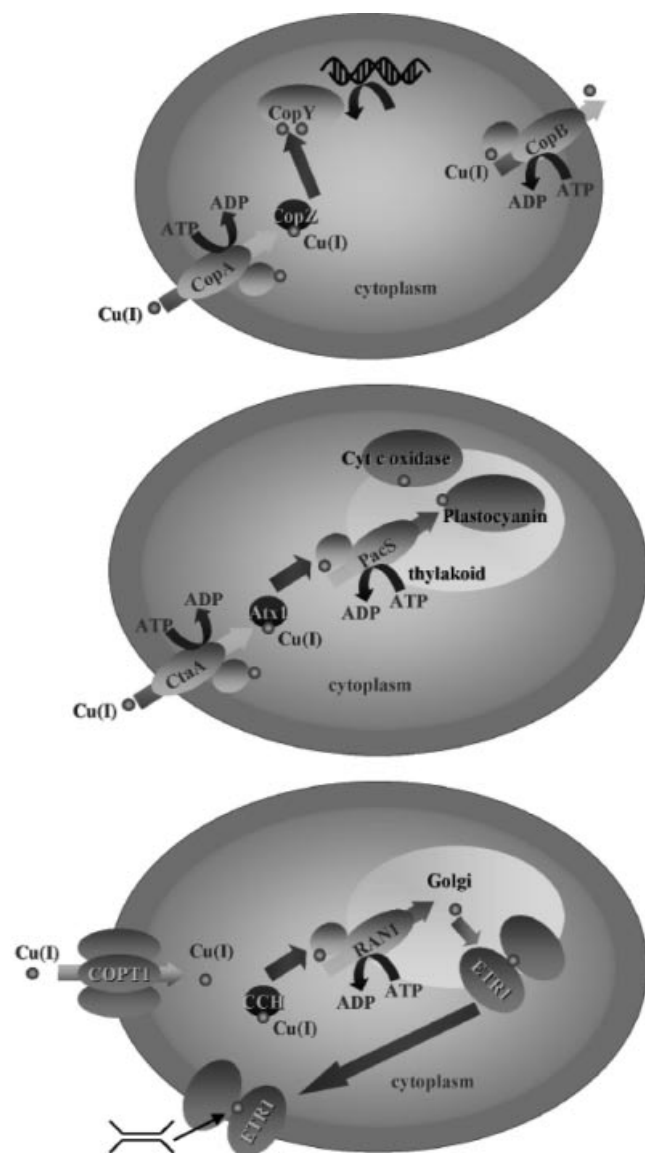 CopY
CopB
Cu(I)
ADP
ATP
ADP
ATP
CopZ
Cu(I)
CopA
cytoplasm
Cu(I)
Cyt c oxidase
Plastocyanin
PacS
thylakoid
ADP
ATP
ADP
ATP
Atx1
Cu(I)
CtaA
cytoplasm
Cu(I)
Golgi
Cu(I)
Cu(I)
COPT1
RAN1
ETR1
CCH
ADP
ATP
Cu(I)
cytoplasm
ETR1